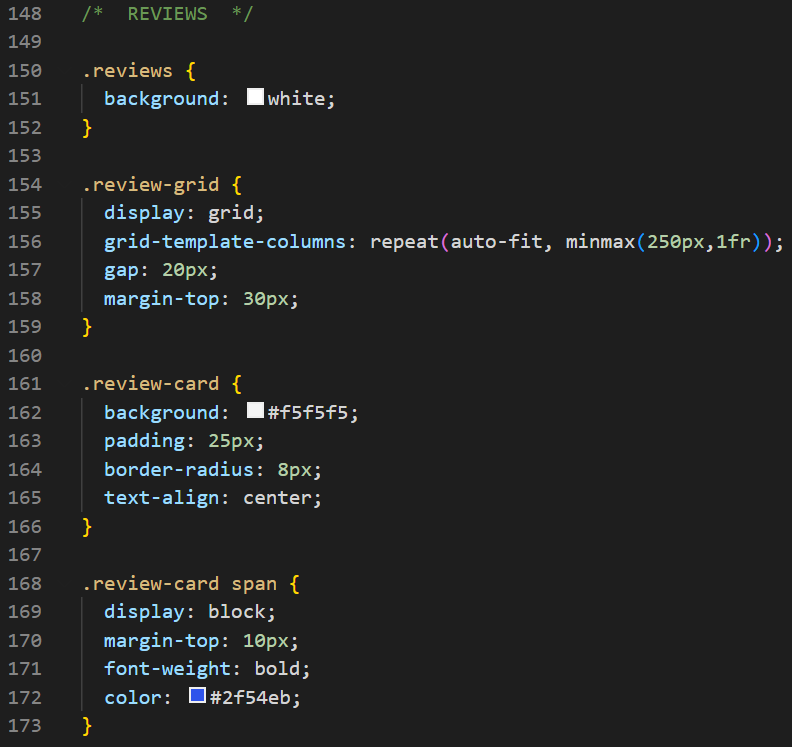 148 /*  REVIEWS  */
149
150 .reviews {
151   background: white;
152 }
153
154 .review-grid {
155   display: grid;
156   grid-template-columns: repeat(auto-fit, minmax(250px,1fr));
157   gap: 20px;
158   margin-top: 30px;
159 }
160
161 .review-card {
162   background: #f5f5f5;
163   padding: 25px;
164   border-radius: 8px;
165   text-align: center;
166 }
167
168 .review-card span {
169   display: block;
170   margin-top: 10px;
171   font-weight: bold;
172   color: #2f54eb;
173 }